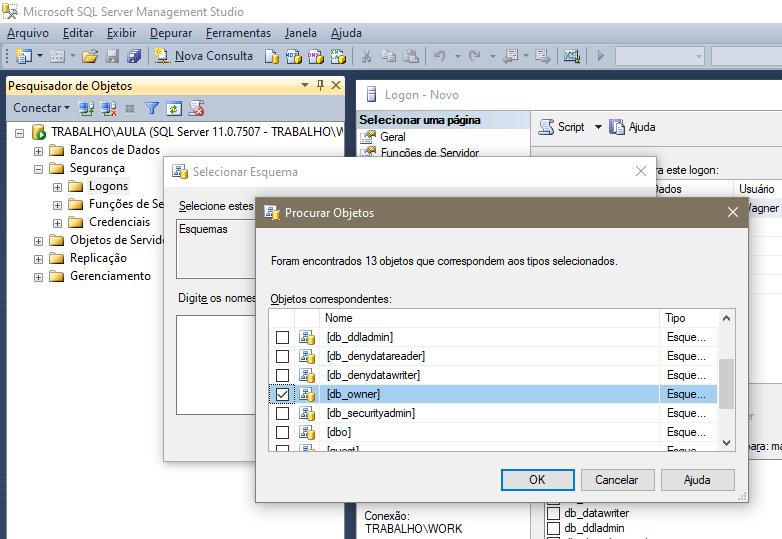 Microsoft SQL Server Management Studio
Arquivo Editar Exibir Depurar Ferramentas Janela Ajuda
Nova Consulta
Pesquisador de Objetos
Conectar
TRABALHO\AULA (SQL Server 11.0.7507 - TRABALHO\W
Bancos de Dados
Segurança
Logons
Funções de Se
Credenciais
Objetos de Servido
Replicação
Gerenciamento
Logon - Novo
Selecionar uma página
Geral
Funções de Servidor
Script Ajuda
ra este logon:
Dados Usuário
Wagner
Selecionar Esquema
Selecione estes
Esquemas
Digite os nomes
Procurar Objetos
Foram encontrados 13 objetos que correspondem aos tipos selecionados.
Objetos correspondentes:
Nome Tipo
[db_ddladmin] Esque...
[db_denydatareader] Esque...
[db_denydatawriter] Esque...
[db_owner] Esque...
[db_securityadmin] Esque...
[dbo] Esque...
[guest] Esque...
OK Cancelar Ajuda
para: ma
Conexão:
TRABALHO\WORK
db_datawriter
db_ddladmin